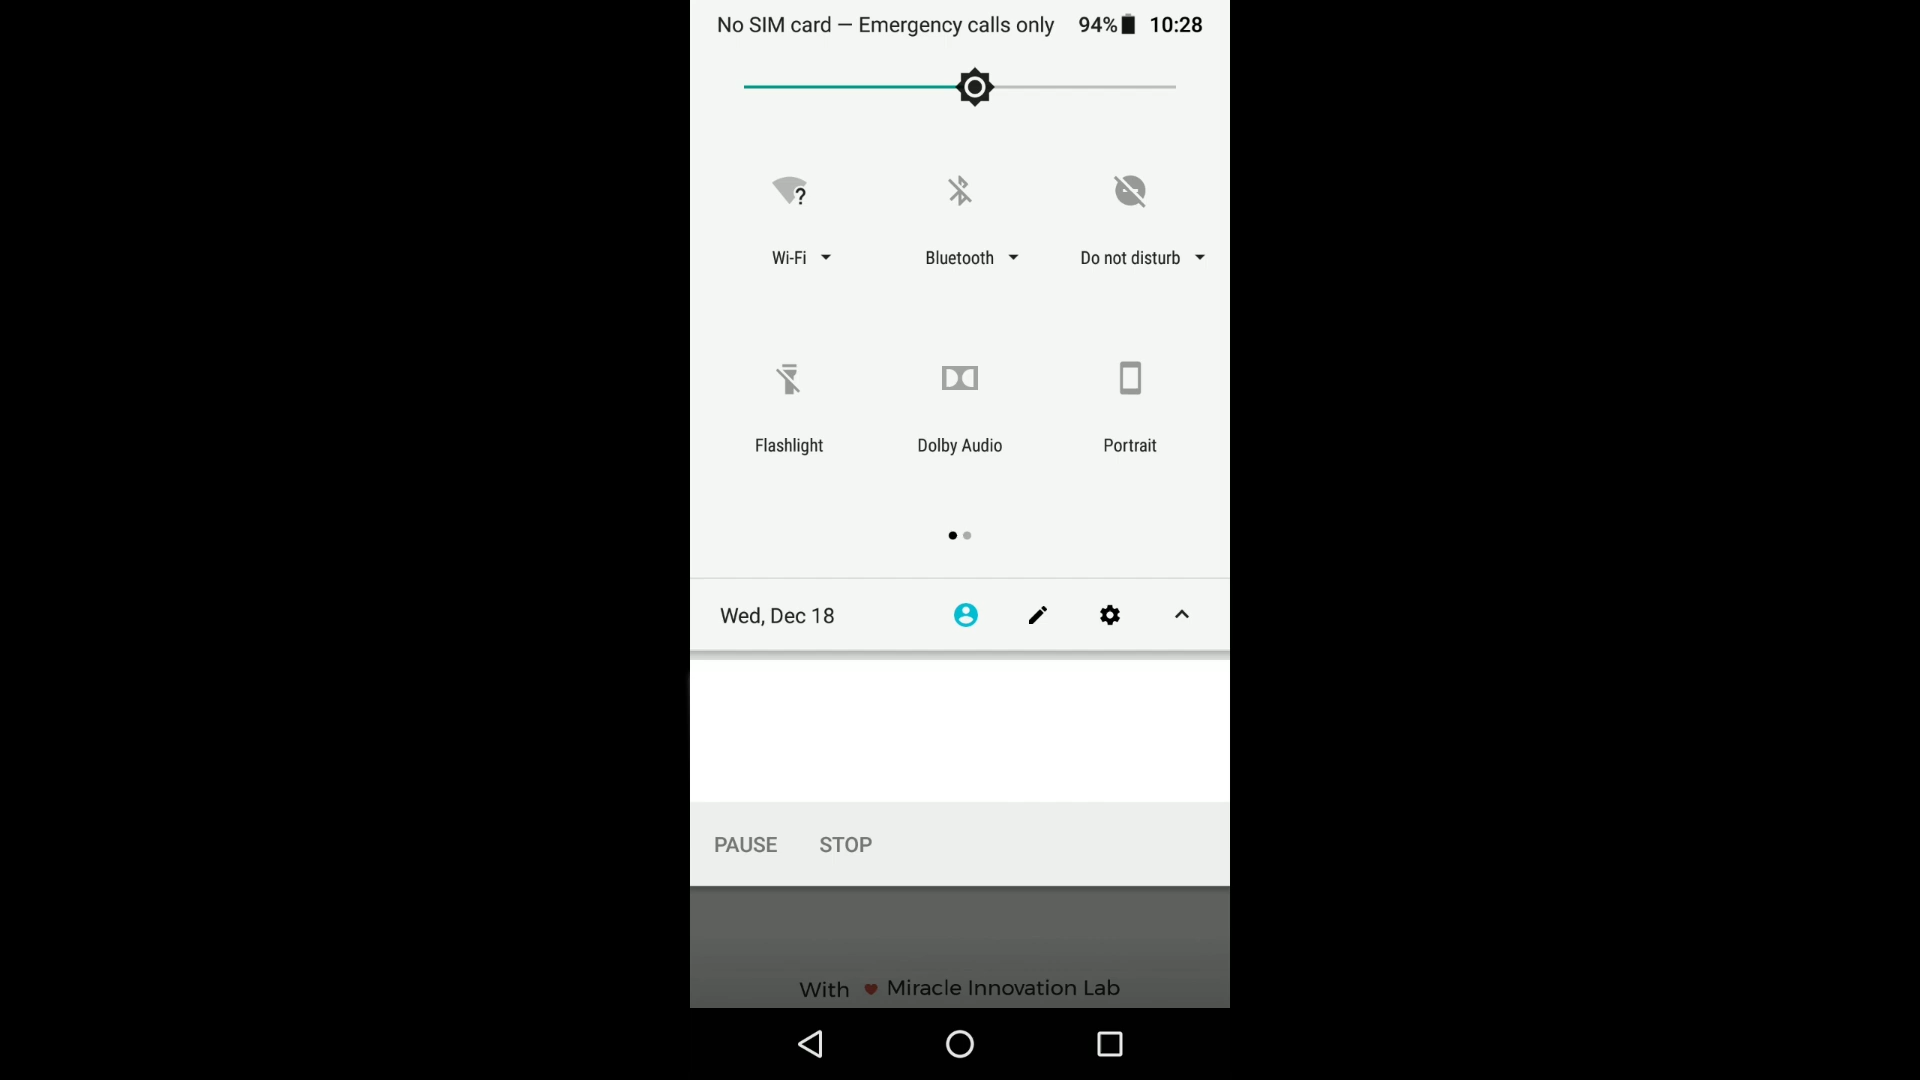 No SIM card — Emergency calls only 94% 10:28
?
Wi-Fi Bluetooth Do not disturb
Flashlight Dolby Audio Portrait
Wed, Dec 18
PAUSE STOP
With Miracle Innovation Lab